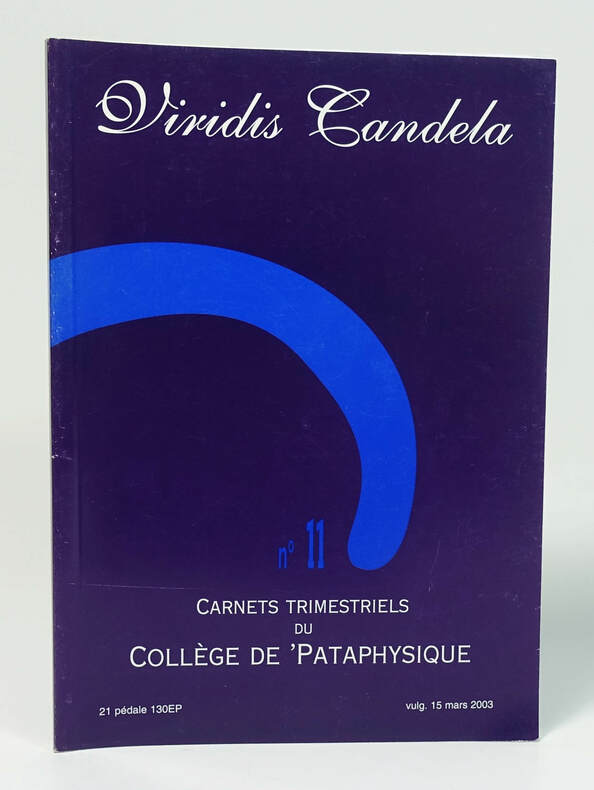 Viridis Candela
n° 11
CARNETS TRIMESTRIELS
DU
COLLÈGE DE 'PATAPHYSIQUE
21 pédale 130EP
vulg. 15 mars 2003